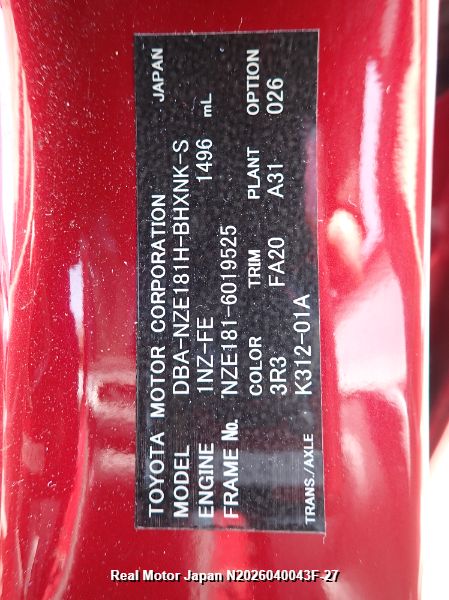 TOYOTA MOTOR CORPORATION JAPAN
MODEL DBA-NZE181H-BHXNK-S
ENGINE 1NZ-FE 1496 mL
FRAME No. NZE181-6019525
COLOR TRIM PLANT OPTION
3R3 FA20 A31 026
TRANS./AXLE K312-01A
Real Motor Japan N2026040043F-27